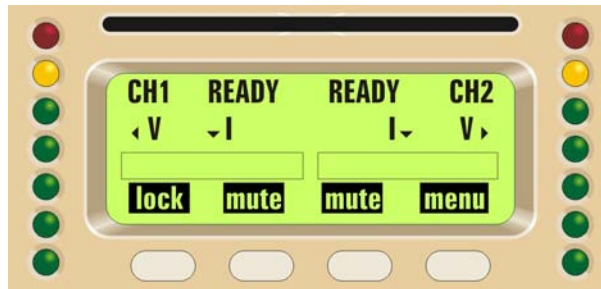 CH1 READY READY CH2
◂ V ▾ I I ▾ V ▸
lock mute mute menu